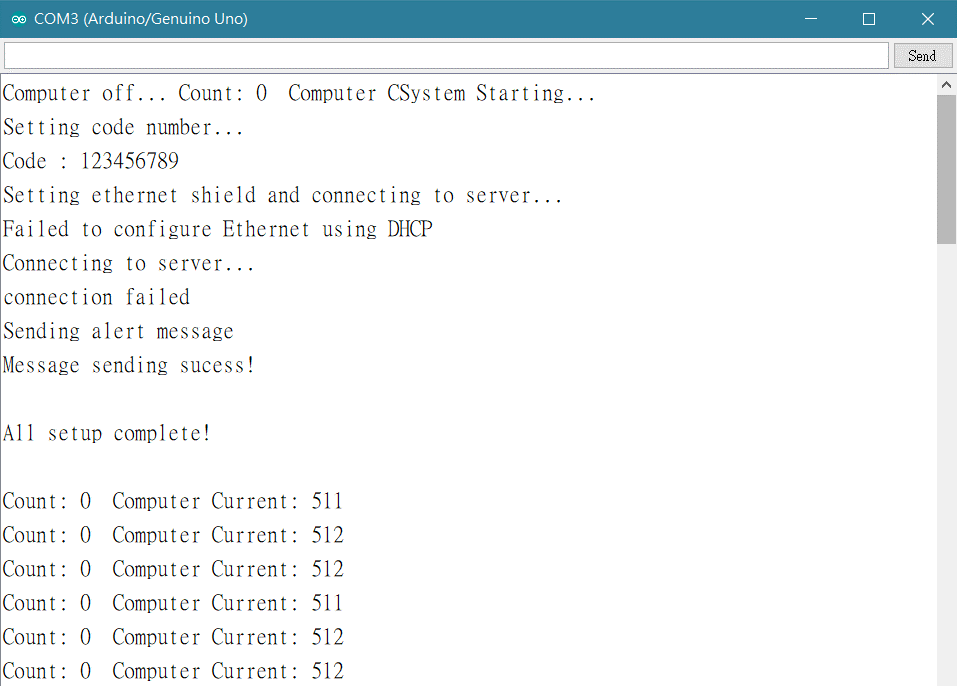 COM3 (Arduino/Genuino Uno)
Send
Computer off... Count: 0  Computer CSystem Starting...
Setting code number...
Code : 123456789
Setting ethernet shield and connecting to server...
Failed to configure Ethernet using DHCP
Connecting to server...
connection failed
Sending alert message
Message sending sucess!
All setup complete!
Count: 0  Computer Current: 511
Count: 0  Computer Current: 512
Count: 0  Computer Current: 512
Count: 0  Computer Current: 511
Count: 0  Computer Current: 512
Count: 0  Computer Current: 512